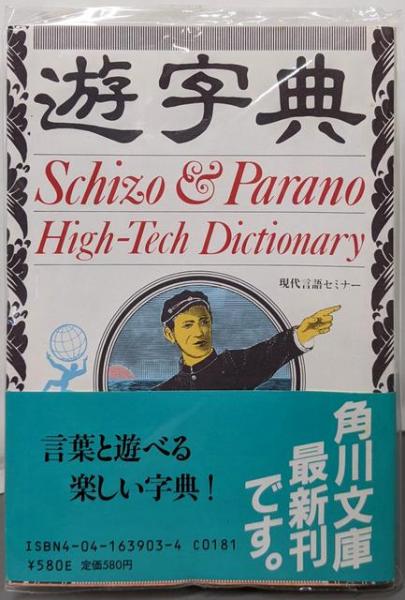 遊字典
Schizo & Parano
High-Tech Dictionary
現代言語セミナー
言葉と遊べる
楽しい字典!
角川文庫
最新刊
です。
ISBN4-04-163903-4 C0181
¥580E 定価580円